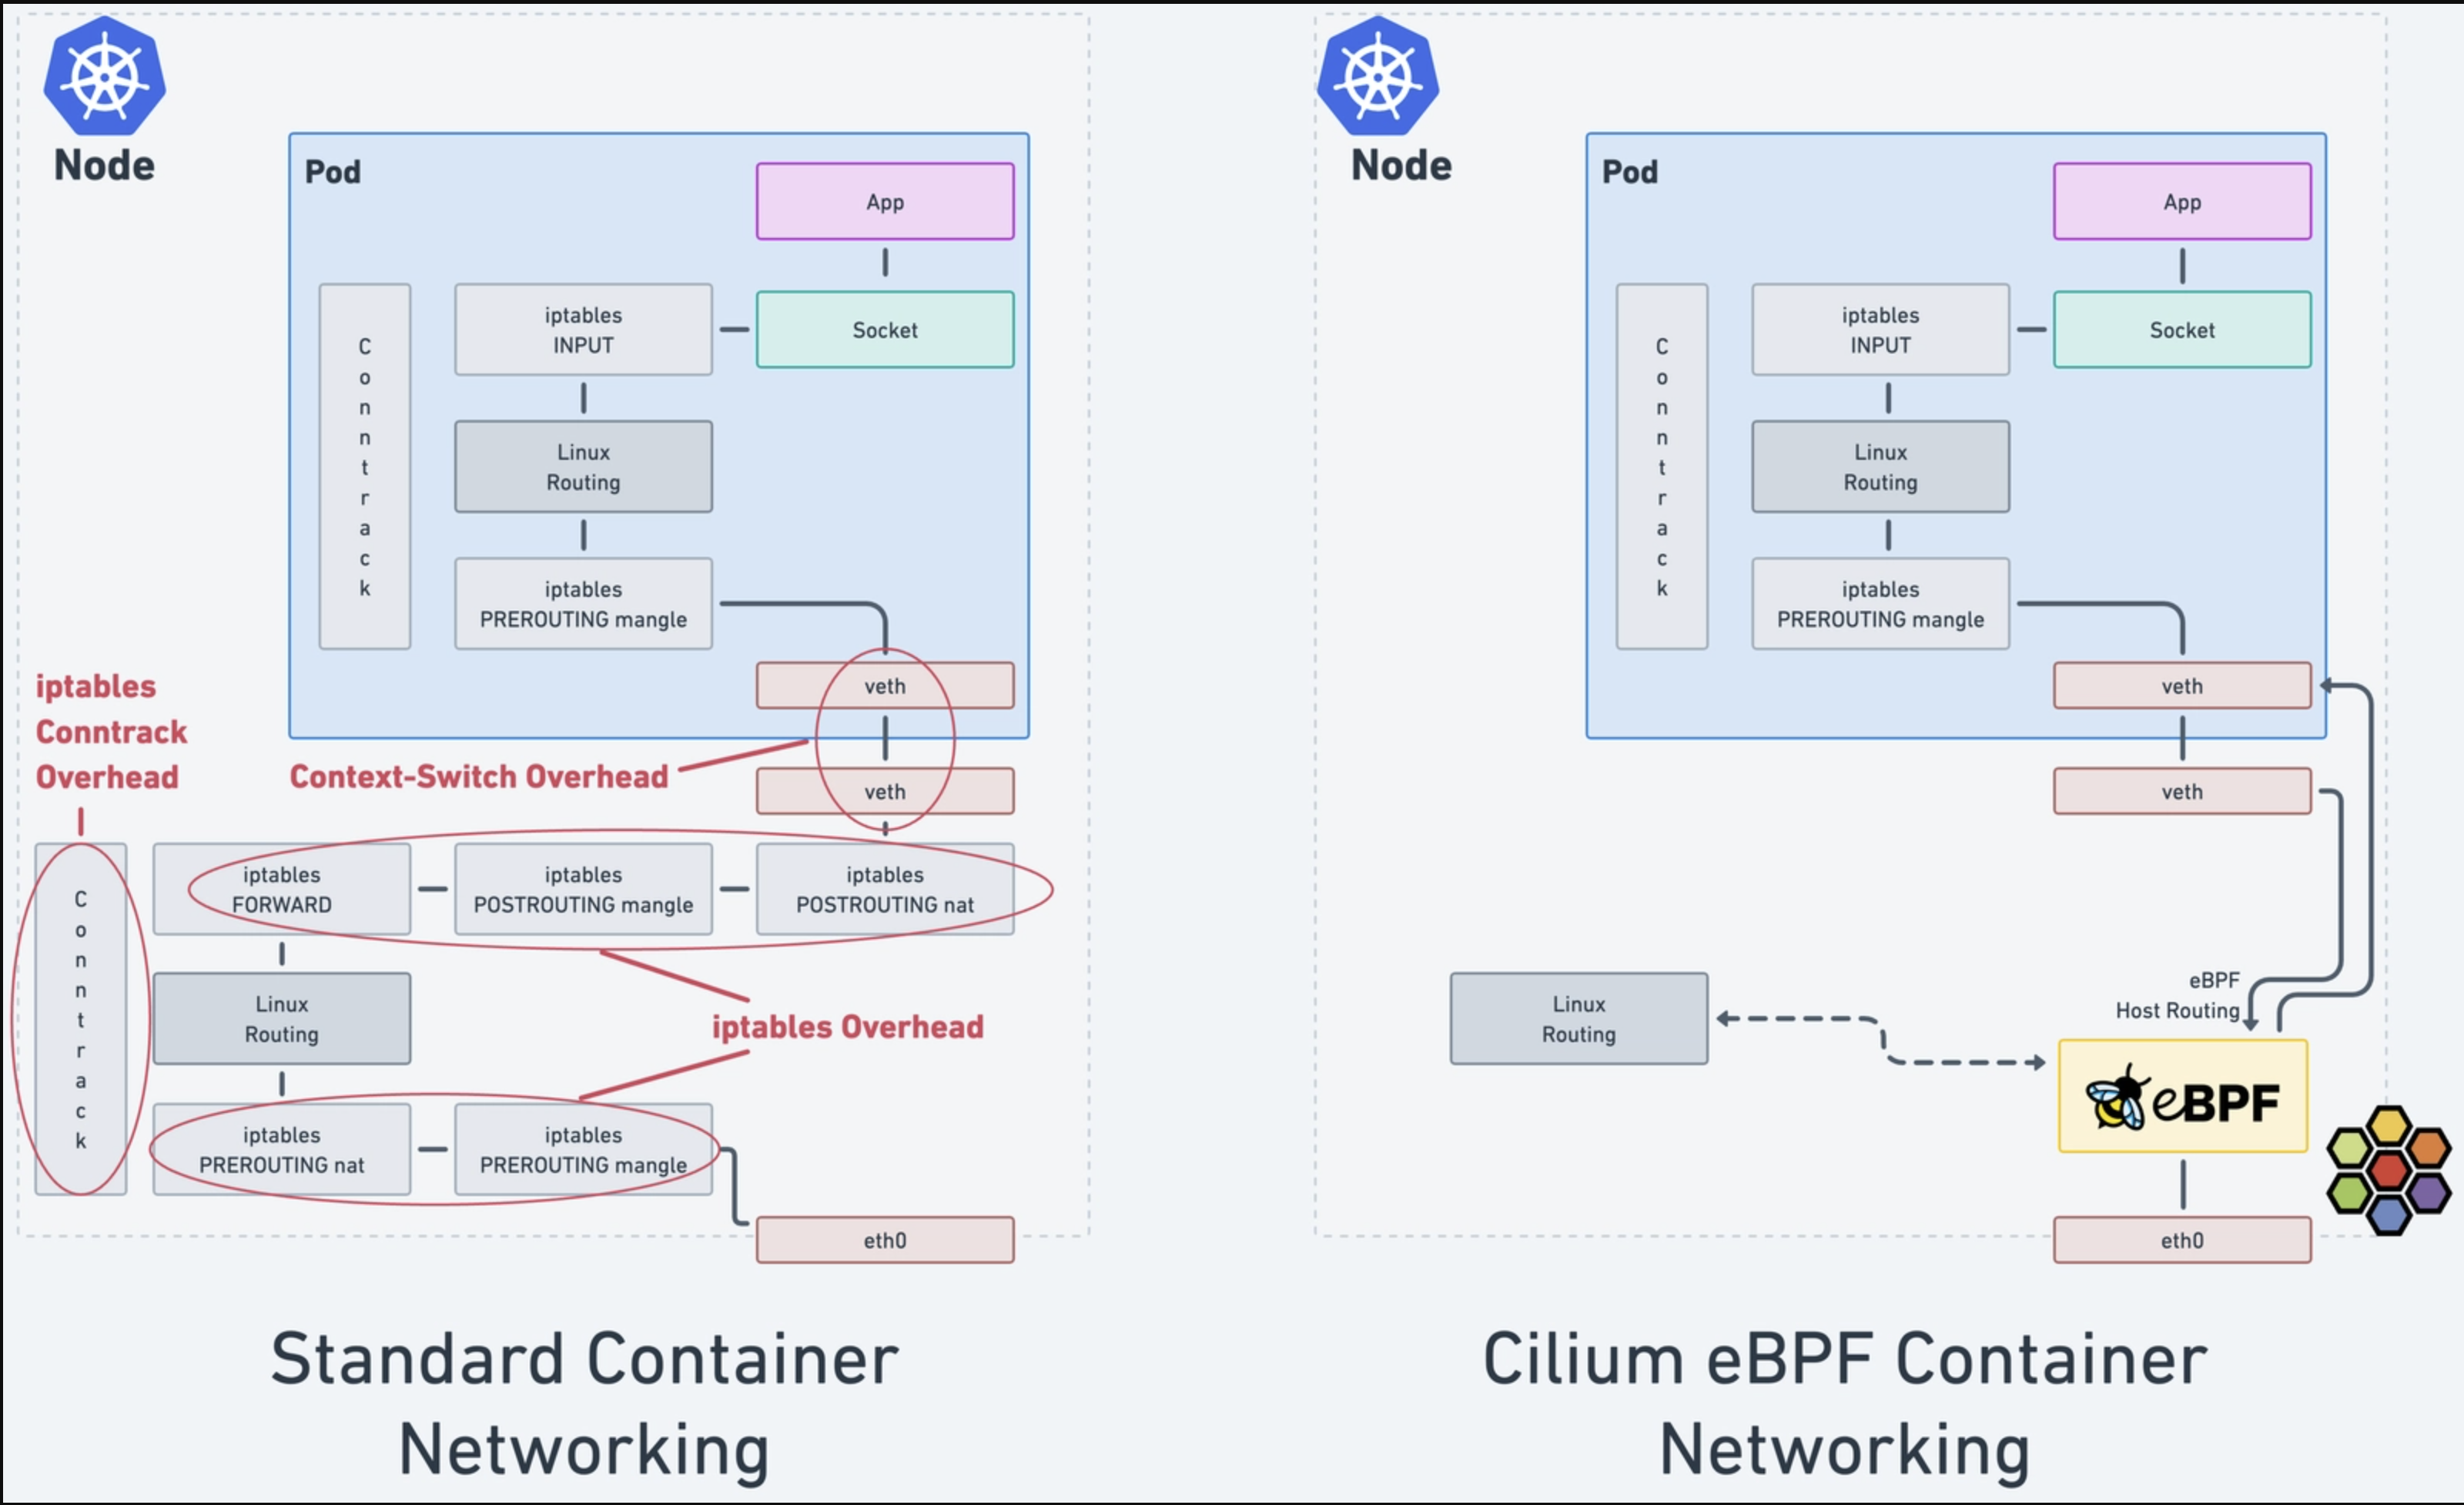 Node
Pod
App
Socket
iptables
INPUT
Linux
Routing
iptables
PREROUTING mangle
C
o
n
n
t
r
a
c
k
veth
veth
iptables
Conntrack
Overhead
Context-Switch Overhead
C
o
n
n
t
r
a
c
k
iptables
FORWARD
iptables
POSTROUTING mangle
iptables
POSTROUTING nat
Linux
Routing
iptables Overhead
iptables
PREROUTING nat
iptables
PREROUTING mangle
eth0
Standard Container
Networking
Node
Pod
App
Socket
iptables
INPUT
Linux
Routing
iptables
PREROUTING mangle
C
o
n
n
t
r
a
c
k
veth
veth
Linux
Routing
eBPF
Host Routing
eBPF
eth0
Cilium eBPF Container
Networking